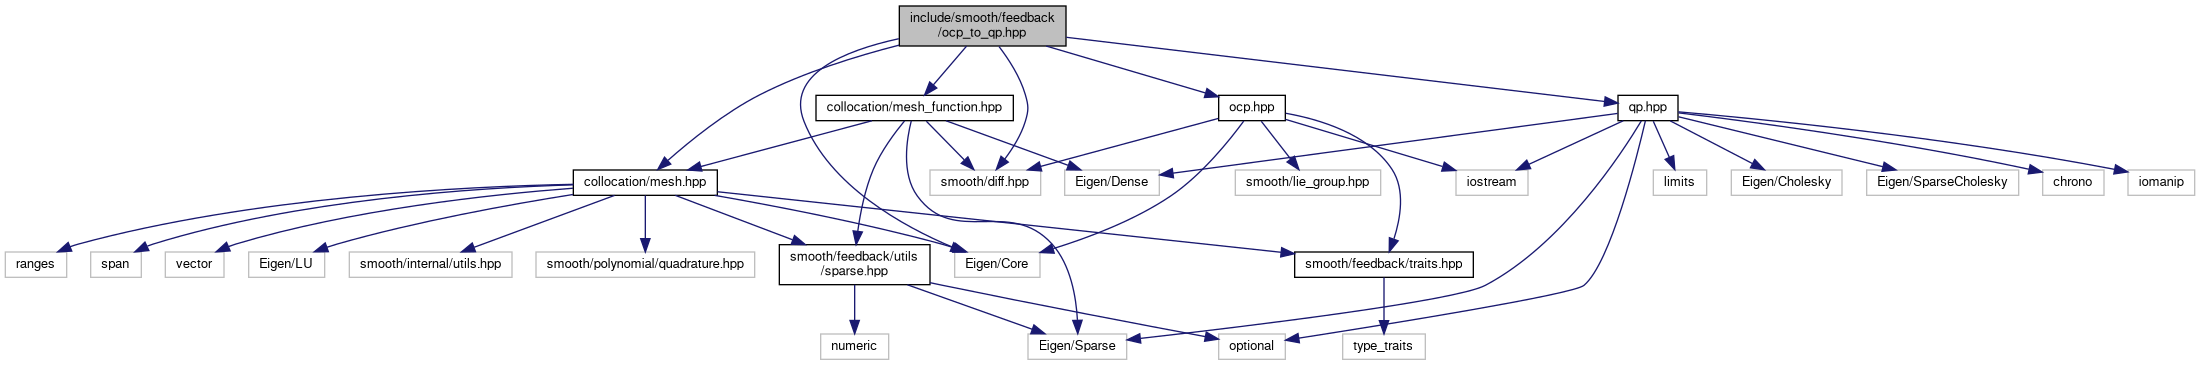 include/smooth/feedback
/ocp_to_qp.hpp
collocation/mesh_function.hpp
ocp.hpp
qp.hpp
collocation/mesh.hpp
smooth/diff.hpp
Eigen/Dense
smooth/lie_group.hpp
iostream
limits
Eigen/Cholesky
Eigen/SparseCholesky
chrono
iomanip
ranges
span
vector
Eigen/LU
smooth/internal/utils.hpp
smooth/polynomial/quadrature.hpp
smooth/feedback/utils
/sparse.hpp
Eigen/Core
smooth/feedback/traits.hpp
numeric
Eigen/Sparse
optional
type_traits